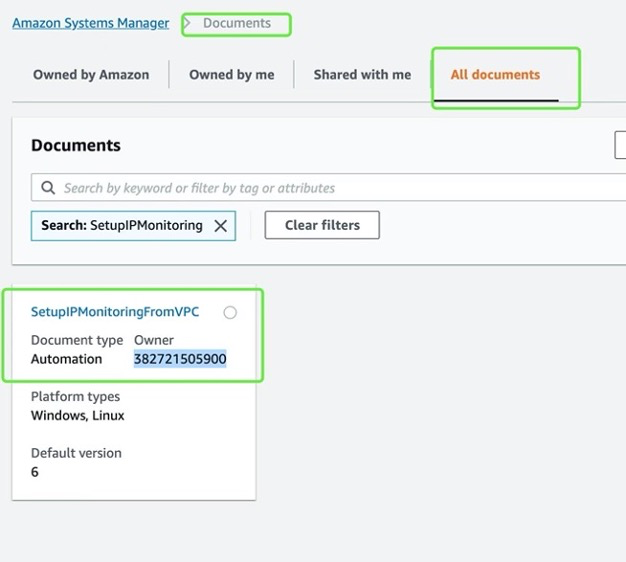 Amazon Systems Manager > Documents
Owned by Amazon Owned by me Shared with me All documents
Documents
Search by keyword or filter by tag or attributes
Search: SetupIPMonitoring Clear filters
SetupIPMonitoringFromVPC
Document type Owner
Automation 382721505900
Platform types
Windows, Linux
Default version
6